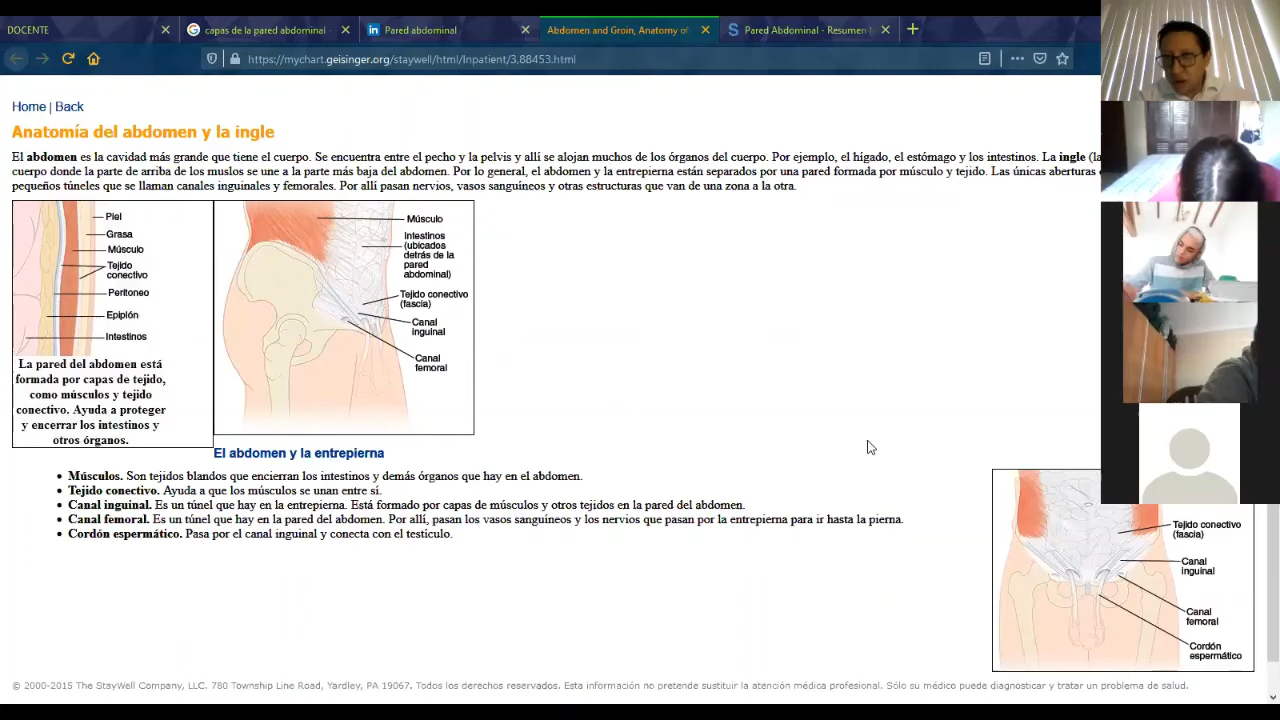 DOCENTE
capas de la pared abdominal
Pared abdominal
Abdomen and Groin, Anatomy of
Pared Abdominal - Resumen
https://mychart.geisinger.org/staywell/html/Inpatient/3,88453.html
Home | Back
Anatomía del abdomen y la ingle
El abdomen es la cavidad más grande que tiene el cuerpo. Se encuentra entre el pecho y la pelvis y allí se alojan muchos de los órganos del cuerpo. Por ejemplo, el hígado, el estómago y los intestinos. La ingle (la
cuerpo donde la parte de arriba de los muslos se une a la parte más baja del abdomen. Por lo general, el abdomen y la entrepierna están separados por una pared formada por músculo y tejido. Las únicas aberturas
pequeños túneles que se llaman canales inguinales y femorales. Por allí pasan nervios, vasos sanguíneos y otras estructuras que van de una zona a la otra.
Piel
Grasa
Músculo
Tejido
conectivo
Peritoneo
Epiplón
Intestinos
La pared del abdomen está
formada por capas de tejido,
como músculos y tejido
conectivo. Ayuda a proteger
y encerrar los intestinos y
otros órganos.
Músculo
Intestinos
(ubicados
detrás de la
pared
abdominal)
Tejido conectivo
(fascia)
Canal
inguinal
Canal
femoral
El abdomen y la entrepierna
• Músculos. Son tejidos blandos que encierran los intestinos y demás órganos que hay en el abdomen.
• Tejido conectivo. Ayuda a que los músculos se unan entre sí.
• Canal inguinal. Es un túnel que hay en la entrepierna. Está formado por capas de músculos y otros tejidos en la pared del abdomen.
• Canal femoral. Es un túnel que hay en la pared del abdomen. Por allí, pasan los vasos sanguíneos y los nervios que pasan por la entrepierna para ir hasta la pierna.
• Cordón espermático. Pasa por el canal inguinal y conecta con el testículo.
Tejido conectivo
(fascia)
Canal
inguinal
Canal
femoral
Cordón
espermático
© 2000-2015 The StayWell Company, LLC. 780 Township Line Road, Yardley, PA 19067. Todos los derechos reservados. Esta información no pretende sustituir la atención médica profesional. Sólo su médico puede diagnosticar y tratar un problema de salud.